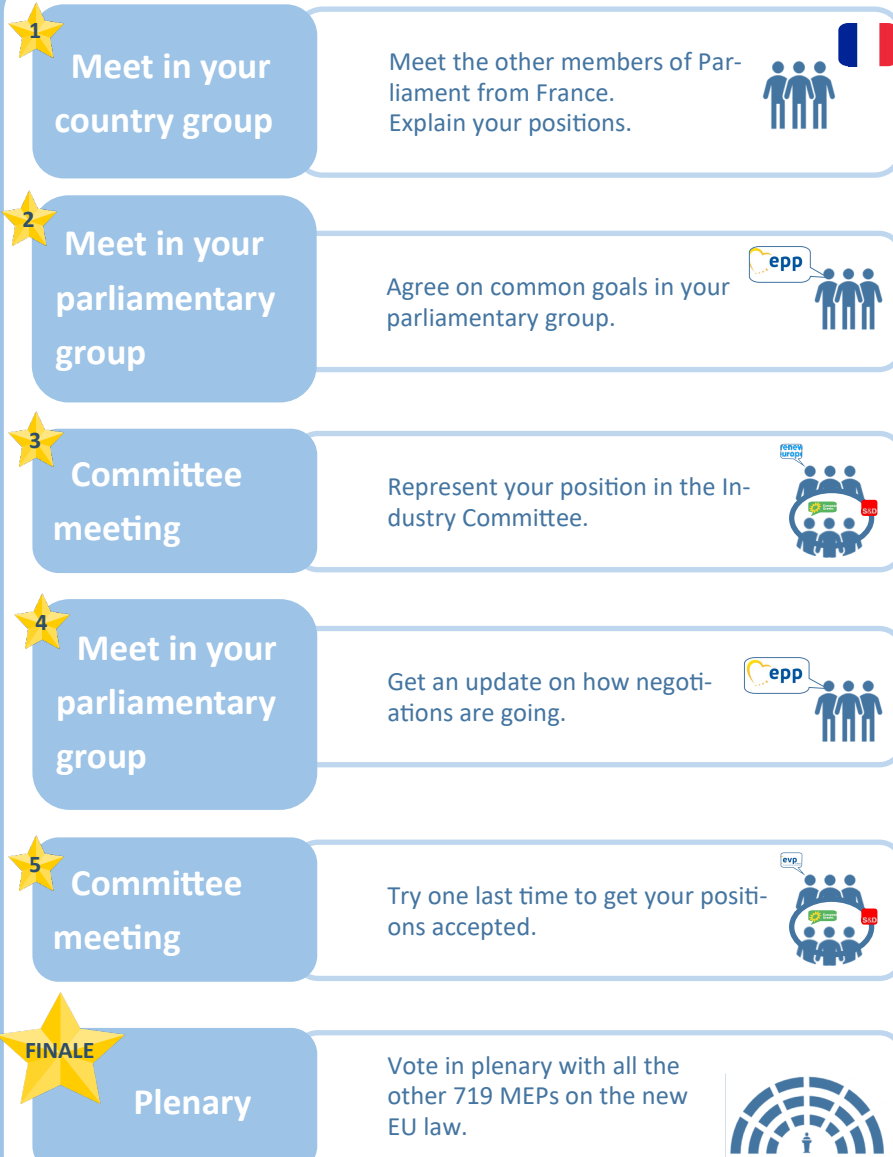 1
Meet in your
country group
Meet the other members of Par-
liament from France.
Explain your positions.
2
Meet in your
parliamentary
group
epp
Agree on common goals in your
parliamentary group.
3
Committee
meeting
renew
europe
Represent your position in the In-
dustry Committee.
S&D
4
Meet in your
parliamentary
group
epp
Get an update on how negoti-
ations are going.
5
Committee
meeting
evp
Try one last time to get your positi-
ons accepted.
S&D
FINALE
Plenary
Vote in plenary with all the
other 719 MEPs on the new
EU law.